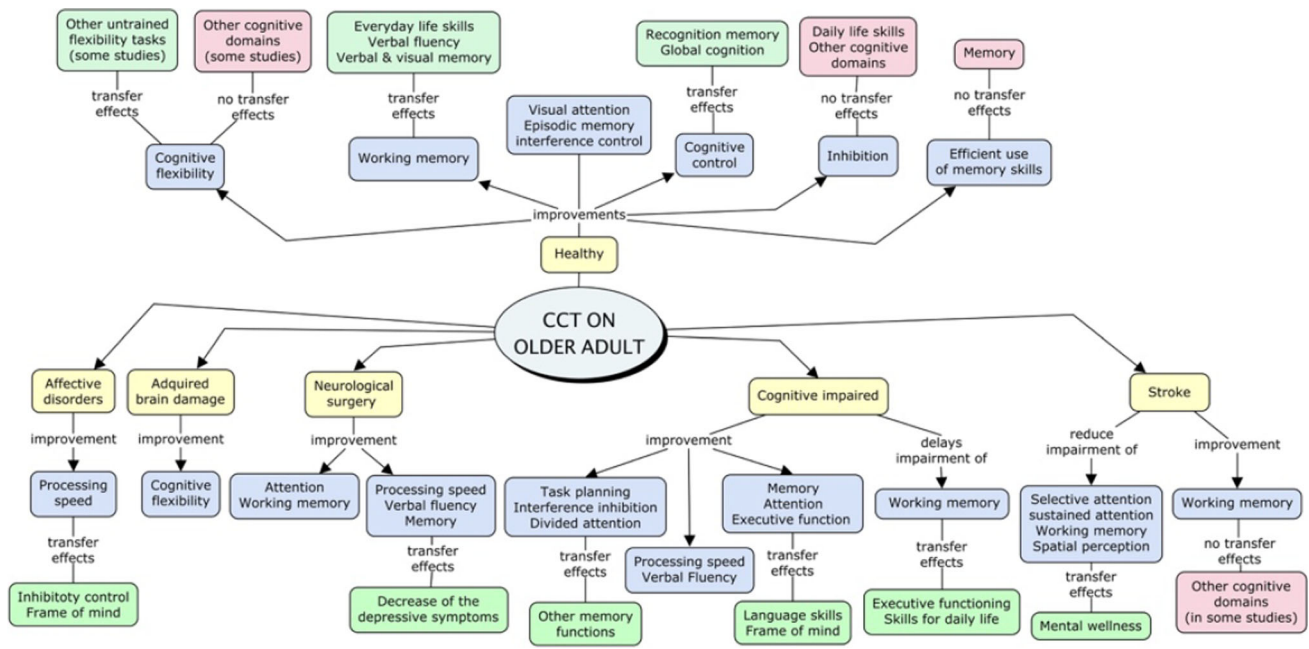 Other untrained
flexibility tasks
(some studies)
Other cognitive
domains
(some studies)
Everyday life skills
Verbal fluency
Verbal & visual memory
Recognition memory
Global cognition
Daily life skills
Other cognitive
domains
Memory
transfer
effects
no transfer
effects
transfer
effects
transfer
effects
no transfer
effects
no transfer
effects
Cognitive
flexibility
Working memory
Visual attention
Episodic memory
interference control
Cognitive
control
Inhibition
Efficient use
of memory skills
improvements
Healthy
CCT ON
OLDER ADULT
Affective
disorders
Adquired
brain damage
Neurological
surgery
Cognitive impaired
Stroke
improvement
improvement
improvement
improvement
delays
impairment of
reduce
impairment of
improvement
Processing
speed
Cognitive
flexibility
Attention
Working memory
Processing speed
Verbal fluency
Memory
Task planning
Interference inhibition
Divided attention
Processing speed
Verbal Fluency
Memory
Attention
Executive function
Working memory
Selective attention
sustained attention
Working memory
Spatial perception
Working memory
transfer
effects
transfer
effects
transfer
effects
transfer
effects
transfer
effects
transfer
effects
no transfer
effects
Inhibitoty control
Frame of mind
Decrease of the
depressive symptoms
Other memory
functions
Language skills
Frame of mind
Executive functioning
Skills for daily life
Mental wellness
Other cognitive
domains
(in some studies)